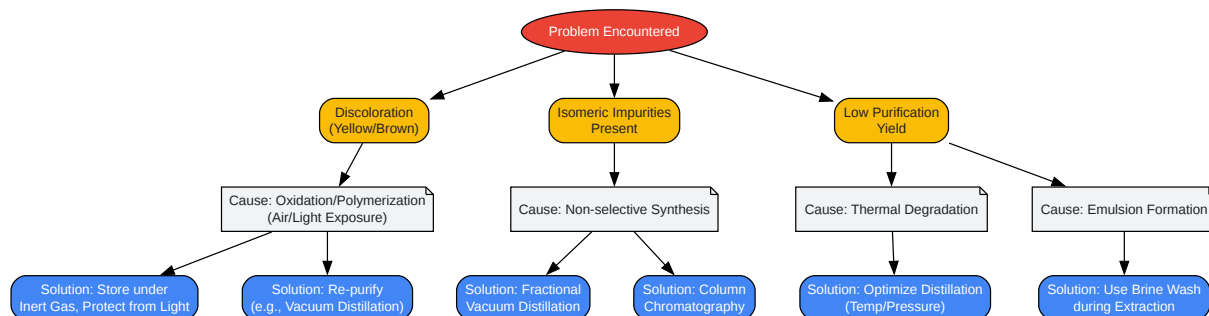 Problem Encountered
Discoloration
(Yellow/Brown)
Isomeric Impurities
Present
Low Purification
Yield
Cause: Oxidation/Polymerization
(Air/Light Exposure)
Cause: Non-selective Synthesis
Cause: Thermal Degradation
Cause: Emulsion Formation
Solution: Store under
Inert Gas, Protect from Light
Solution: Re-purify
(e.g., Vacuum Distillation)
Solution: Fractional
Vacuum Distillation
Solution: Column
Chromatography
Solution: Optimize Distillation
(Temp/Pressure)
Solution: Use Brine Wash
during Extraction